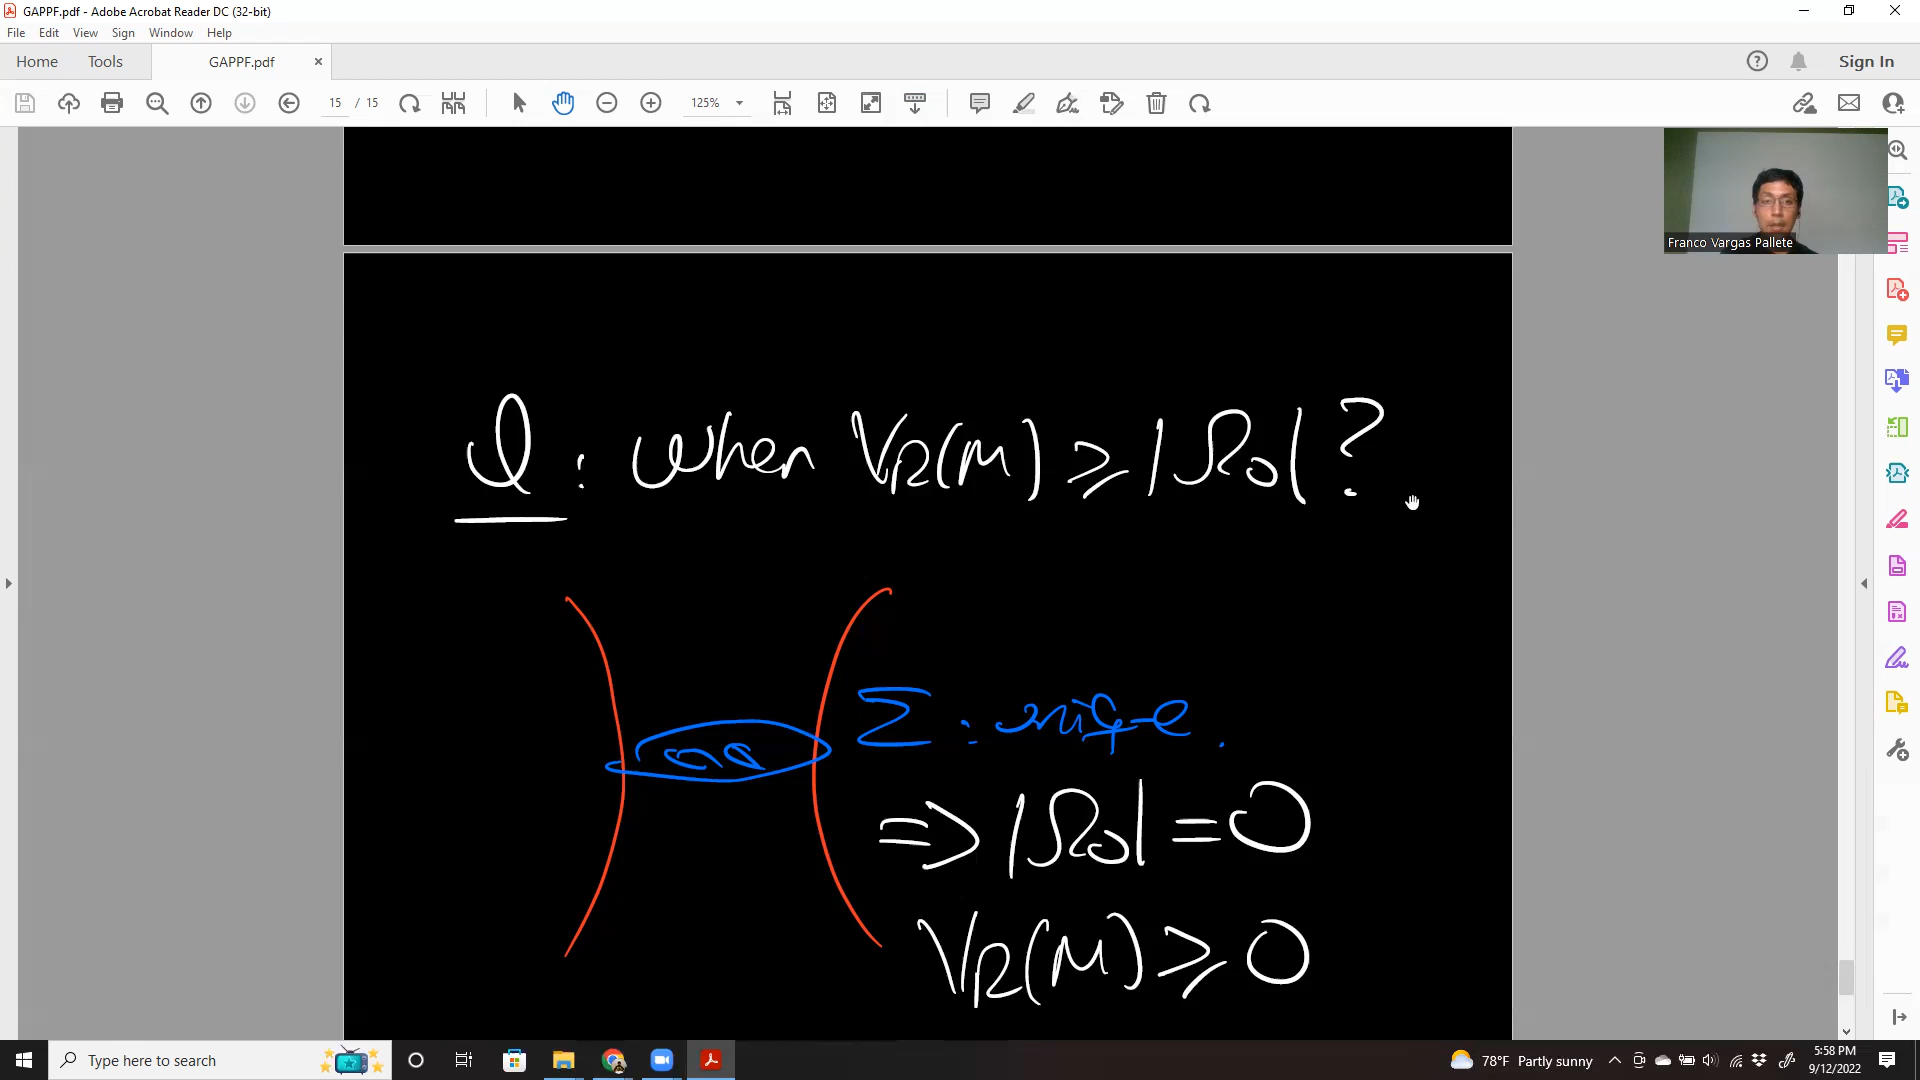 GAPPF.pdf - Adobe Acrobat Reader DC (32-bit)
File Edit View Sign Window Help
Home Tools GAPPF.pdf × Sign In
15 / 15 125%
Franco Vargas Pallete
Q : when V_R(M) ⩾ |Ω_0| ?
Σ : unique .
=> |Ω_0| = 0
V_R(M) ⩾ 0
Type here to search
78°F Partly sunny
5:58 PM
9/12/2022